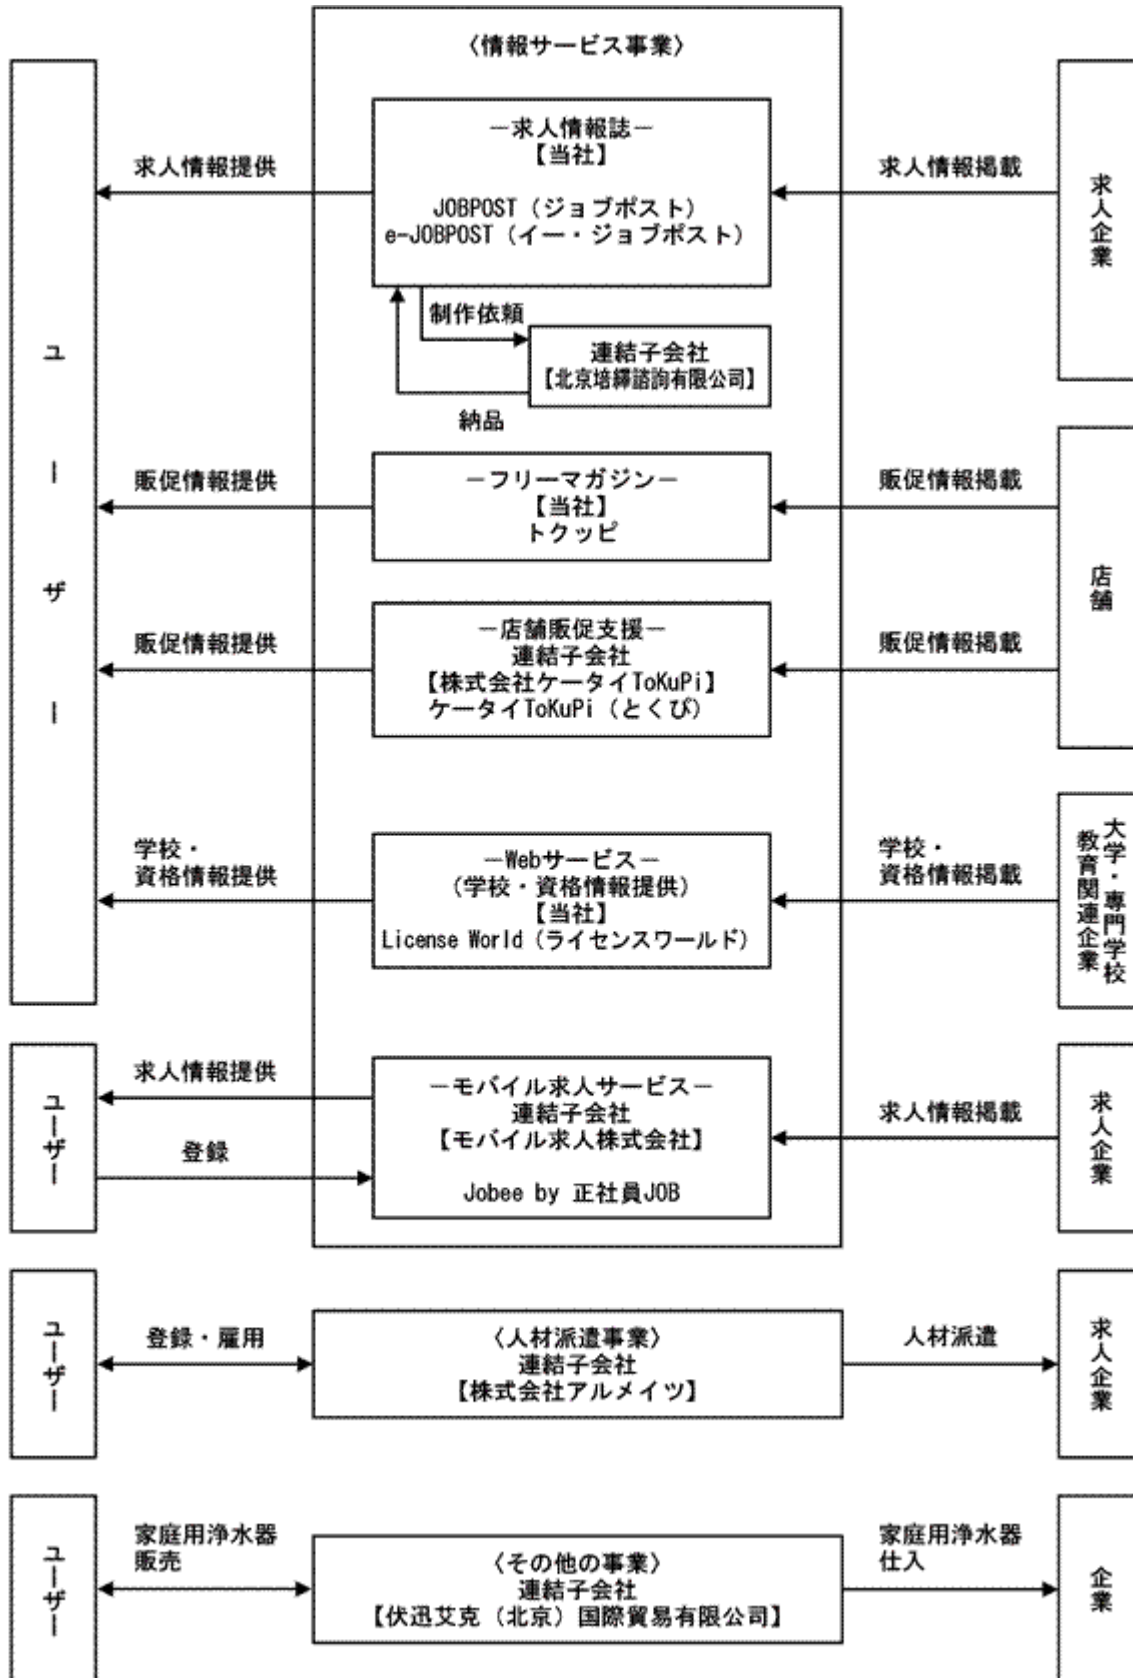 〈情報サービス事業〉
－求人情報誌－
【当社】
JOBPOST（ジョブポスト）
e-JOBPOST（イー・ジョブポスト）
求人情報提供
求人情報掲載
求人企業
制作依頼
連結子会社
【北京培繹諮詢有限公司】
納品
ユーザー
－フリーマガジン－
【当社】
トクッピ
販促情報提供
販促情報掲載
店舗
－店舗販促支援－
連結子会社
【株式会社ケータイToKuPi】
ケータイToKuPi（とくぴ）
販促情報提供
販促情報掲載
学校・
資格情報提供
－Webサービス－
（学校・資格情報提供）
【当社】
License World（ライセンスワールド）
学校・
資格情報掲載
大学・専門学校
教育関連企業
ユーザー
求人情報提供
登録
－モバイル求人サービス－
連結子会社
【モバイル求人株式会社】
Jobee by 正社員JOB
求人情報掲載
求人企業
ユーザー
登録・雇用
〈人材派遣事業〉
連結子会社
【株式会社アルメイツ】
人材派遣
求人企業
ユーザー
家庭用浄水器
販売
〈その他の事業〉
連結子会社
【伏迅艾克（北京）国際貿易有限公司】
家庭用浄水器
仕入
企業